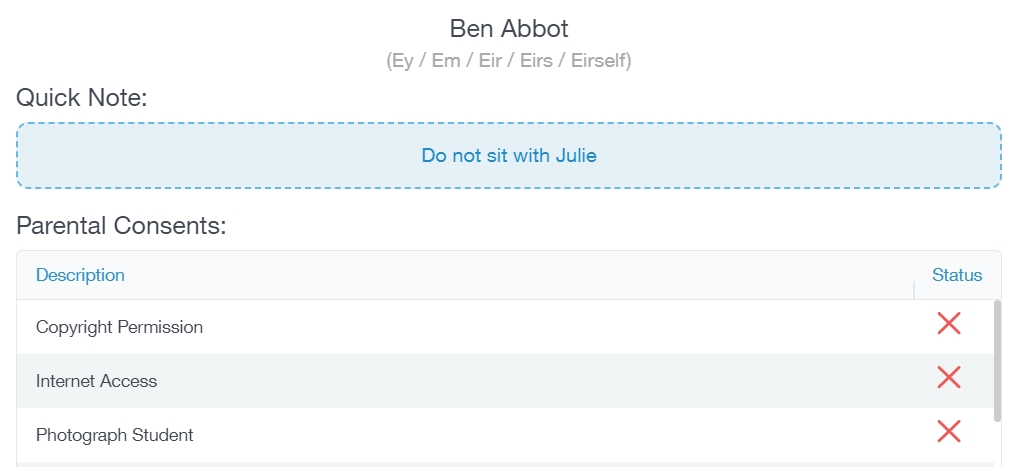 Ben Abbot
(Ey / Em / Eir / Eirs / Eirself)
Quick Note:
Do not sit with Julie
Parental Consents:
Description Status
Copyright Permission
Internet Access
Photograph Student